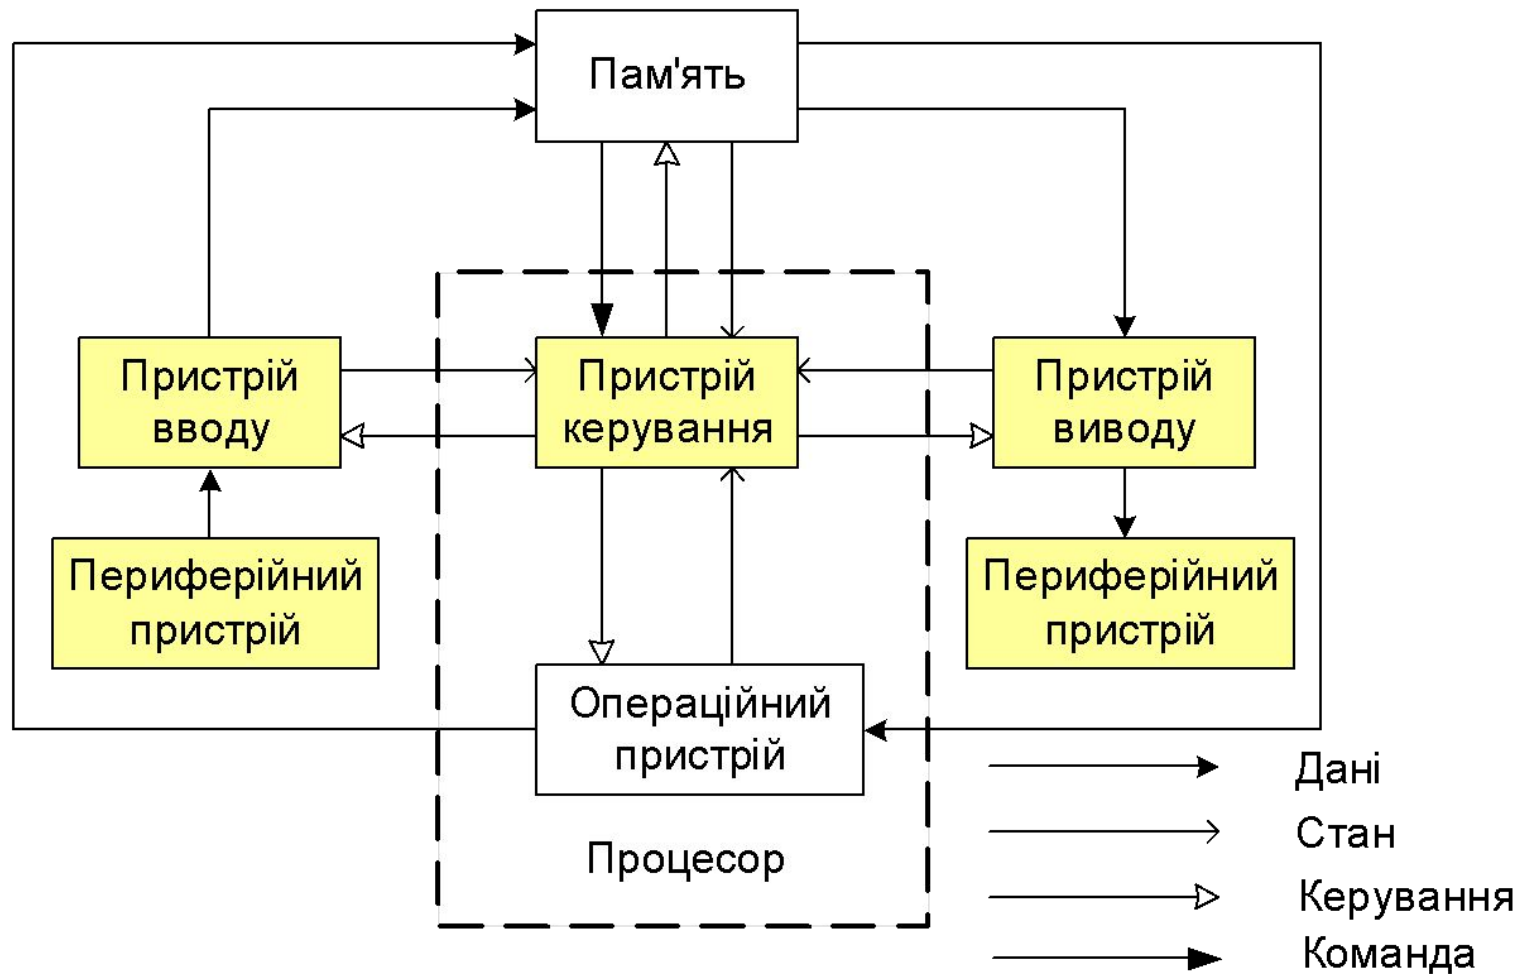 Пам'ять
Пристрій
вводу
Пристрій
керування
Пристрій
виводу
Периферійний
пристрій
Периферійний
пристрій
Операційний
пристрій
Процесор
Дані
Стан
Керування
Команда